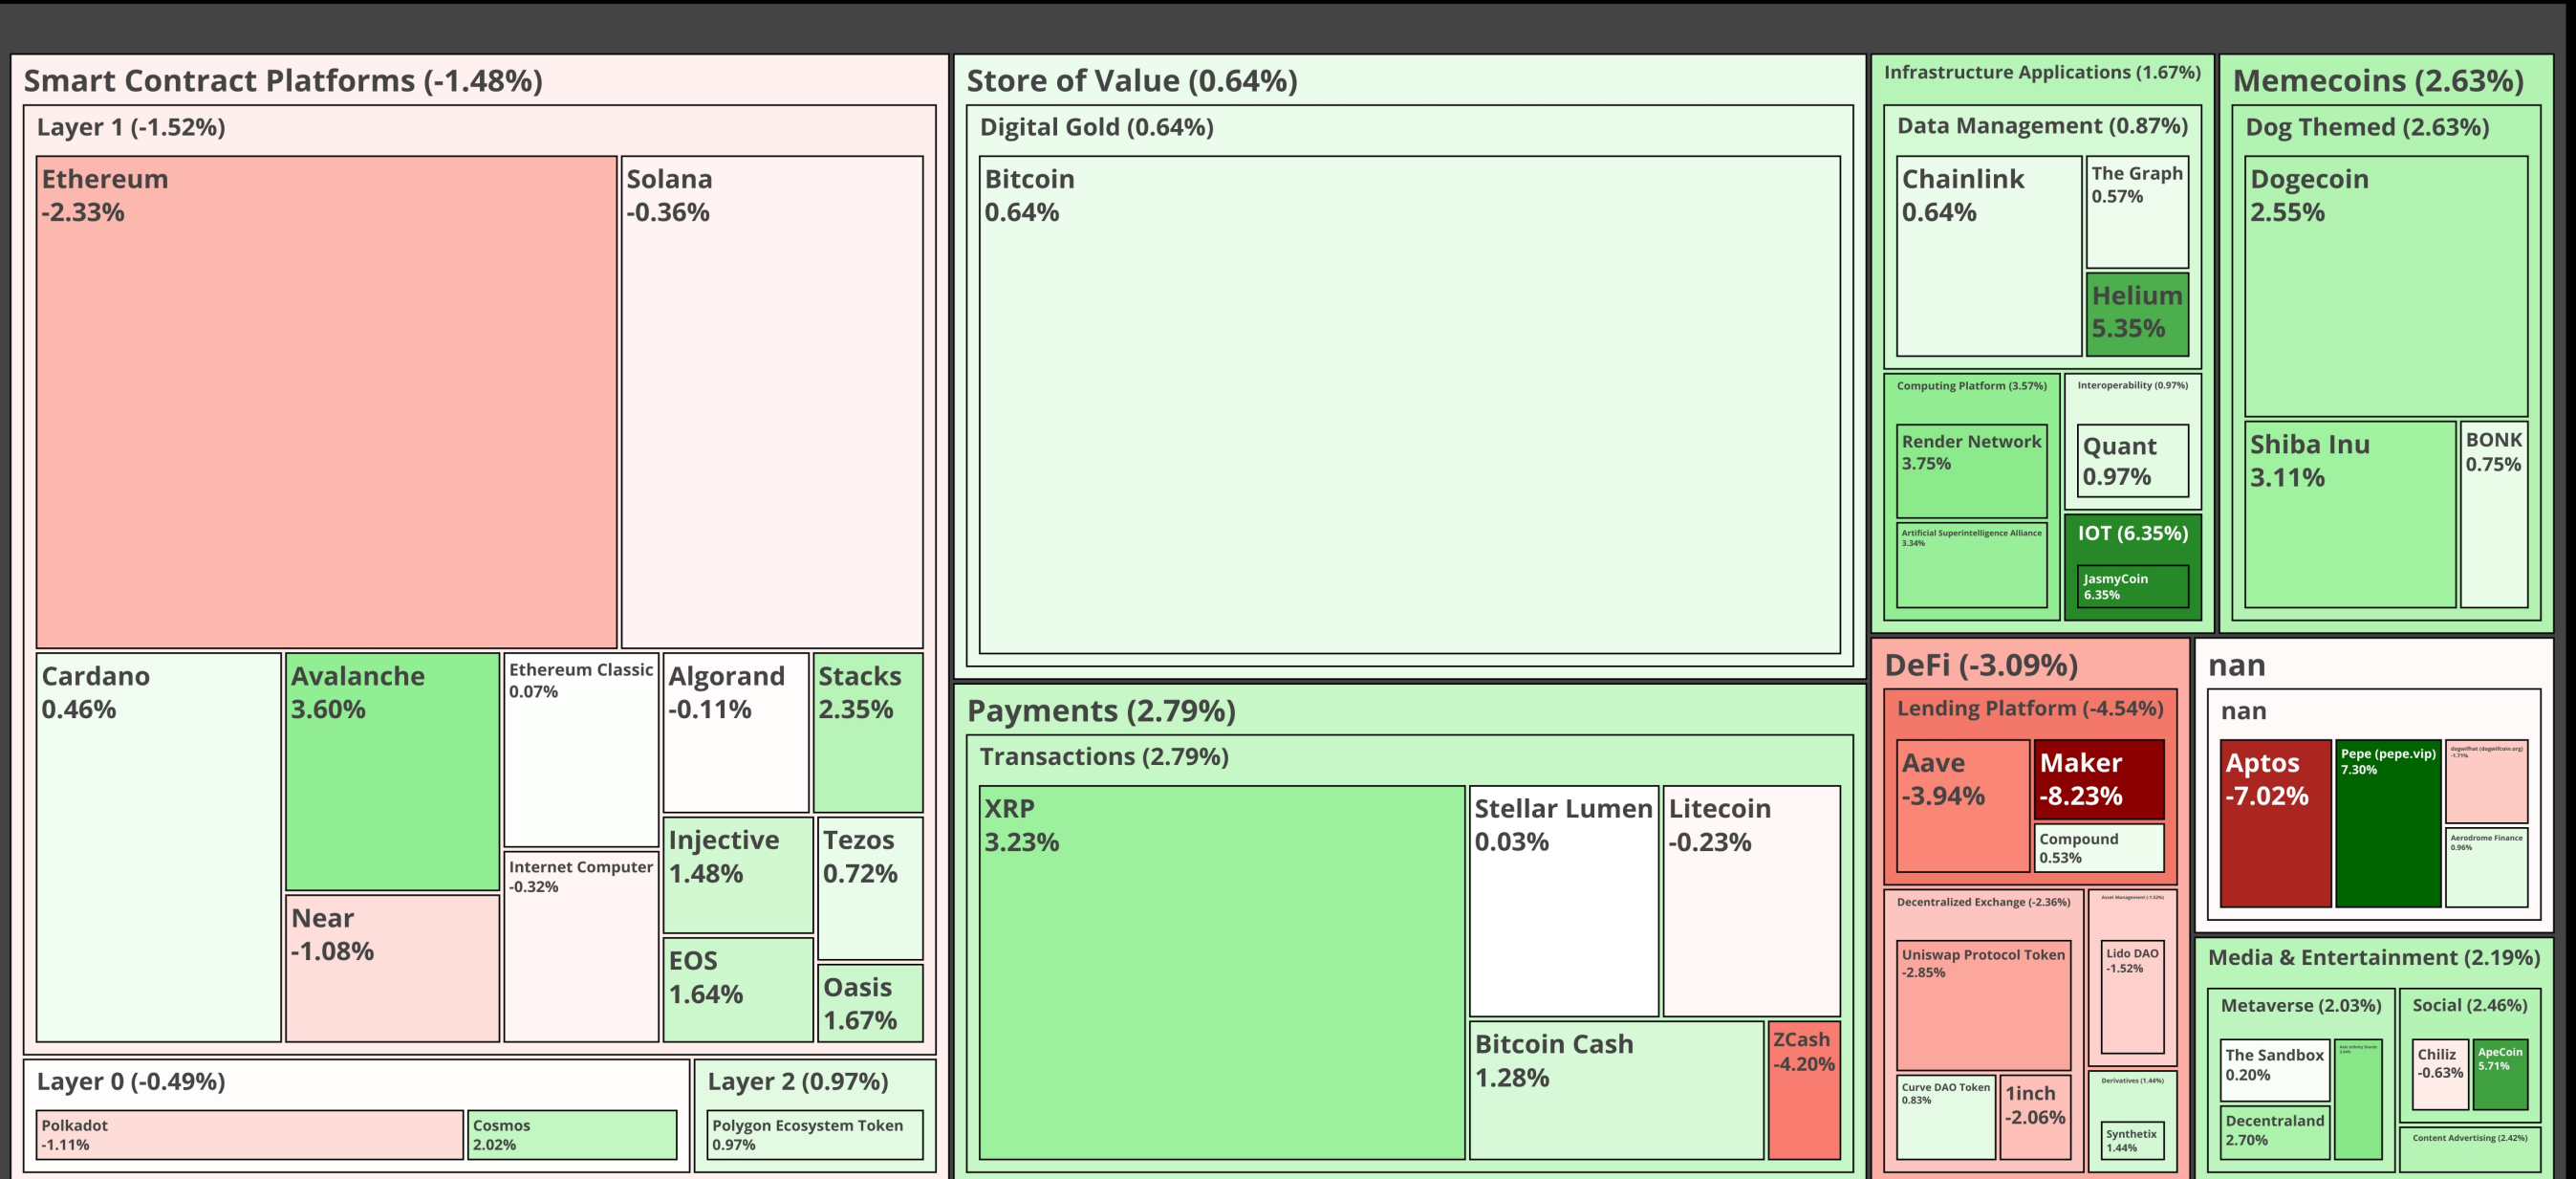 Smart Contract Platforms (-1.48%)
Layer 1 (-1.52%)
Ethereum
-2.33%
Solana
-0.36%
Cardano
0.46%
Avalanche
3.60%
Near
-1.08%
Ethereum Classic
0.07%
Internet Computer
-0.32%
Algorand
-0.11%
Stacks
2.35%
Injective
1.48%
Tezos
0.72%
EOS
1.64%
Oasis
1.67%
Layer 0 (-0.49%)
Polkadot
-1.11%
Cosmos
2.02%
Layer 2 (0.97%)
Polygon Ecosystem Token
0.97%
Store of Value (0.64%)
Digital Gold (0.64%)
Bitcoin
0.64%
Payments (2.79%)
Transactions (2.79%)
XRP
3.23%
Stellar Lumen
0.03%
Litecoin
-0.23%
Bitcoin Cash
1.28%
ZCash
-4.20%
Infrastructure Applications (1.67%)
Data Management (0.87%)
Chainlink
0.64%
The Graph
0.57%
Helium
5.35%
Computing Platform (3.57%)
Render Network
3.75%
Artificial Superintelligence Alliance
3.34%
Interoperability (0.97%)
Quant
0.97%
IOT (6.35%)
JasmyCoin
6.35%
Memecoins (2.63%)
Dog Themed (2.63%)
Dogecoin
2.55%
Shiba Inu
3.11%
BONK
0.75%
DeFi (-3.09%)
Lending Platform (-4.54%)
Aave
-3.94%
Maker
-8.23%
Compound
0.53%
Decentralized Exchange (-2.36%)
Uniswap Protocol Token
-2.85%
Curve DAO Token
0.83%
1inch
-2.06%
Asset Management (-1.52%)
Lido DAO
-1.52%
Derivatives (1.44%)
Synthetix
1.44%
nan
nan
Aptos
-7.02%
Pepe (pepe.vip)
7.30%
dogwifhat (dogwifcoin.org)
-1.71%
Aerodrome Finance
0.96%
Media & Entertainment (2.19%)
Metaverse (2.03%)
The Sandbox
0.20%
Decentraland
2.70%
Axie Infinity Shards
Social (2.46%)
Chiliz
-0.63%
ApeCoin
5.71%
Content Advertising (2.42%)